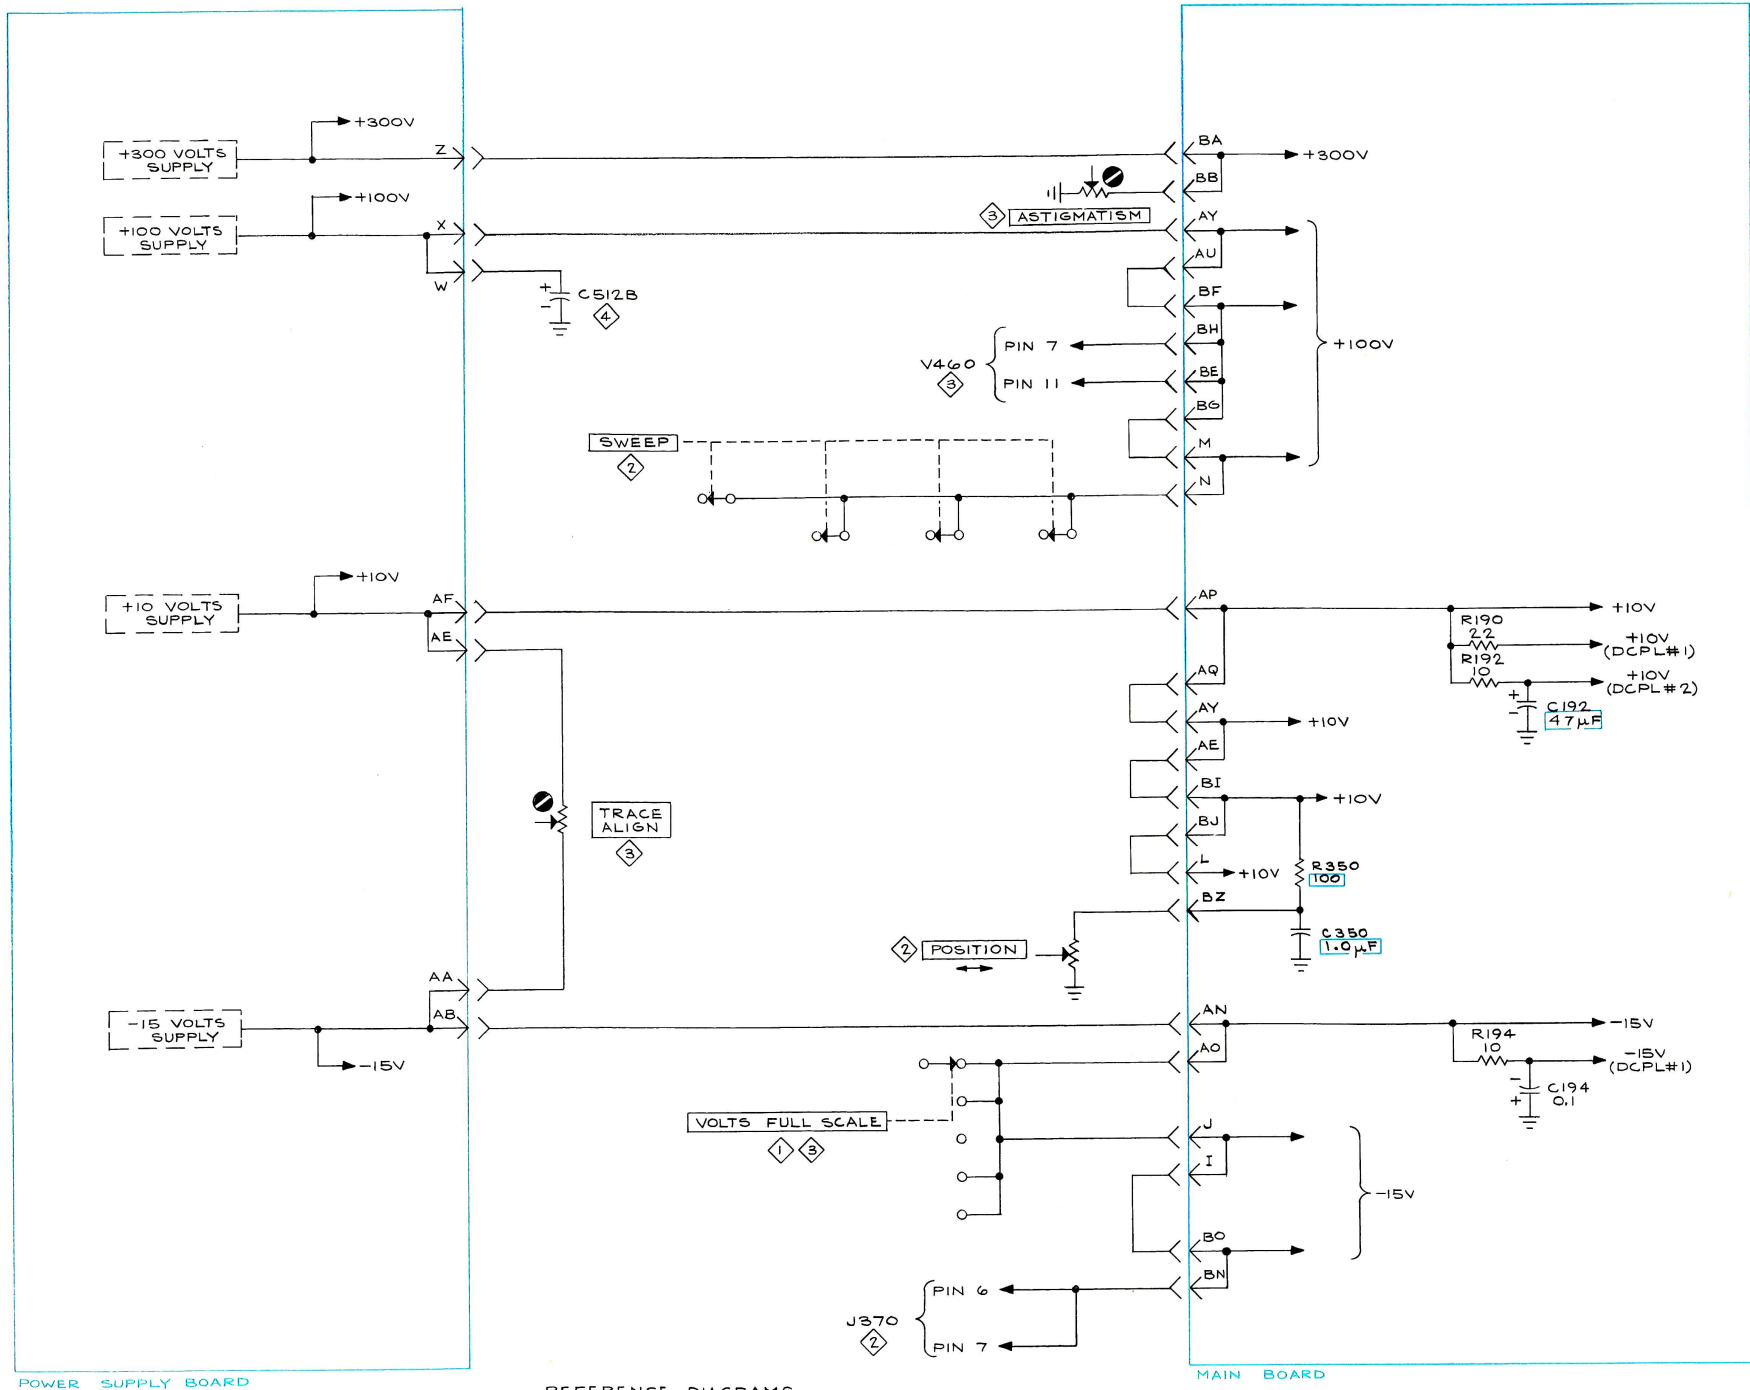 +300V
+300 VOLTS
SUPPLY
Z
BA
+300V
BB
+100V
3
ASTIGMATISM
+100 VOLTS
SUPPLY
X
AY
AU
W
+
-
C512B
4
BF
BH
V460
3
PIN 7
+100V
BE
PIN 11
BG
SWEEP
2
M
N
+10V
+10 VOLTS
SUPPLY
AF
AP
+10V
AE
R190
22
+10V
(DCPL#1)
R192
10
+10V
(DCPL#2)
AQ
+
-
C192
47μF
AY
+10V
AE
BI
+10V
TRACE
ALIGN
3
BJ
L
+10V
R350
100
BZ
2
POSITION
C350
1.0μF
AA
-15 VOLTS
SUPPLY
AB
AN
-15V
-15V
AO
R194
10
-15V
(DCPL#1)
-
+
C194
0.1
VOLTS FULL SCALE
1
3
J
I
-15V
BO
BN
J370
2
PIN 6
PIN 7
POWER SUPPLY BOARD
MAIN BOARD
REFERENCE DIAGRAMS